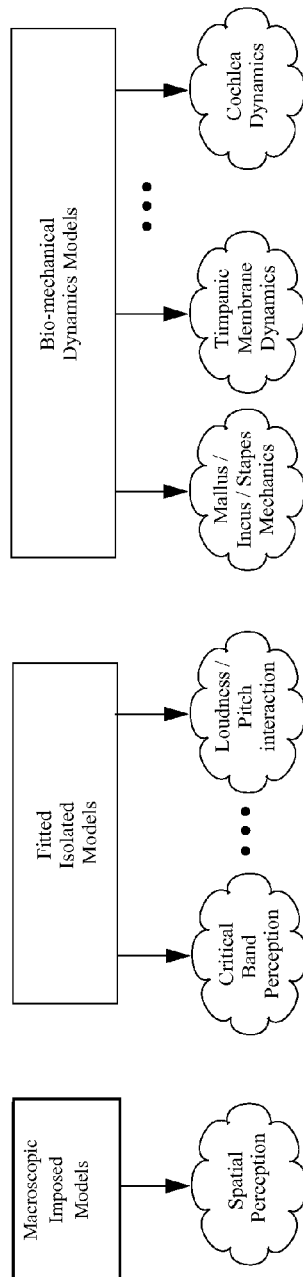 Macroscopic
Imposed
Models
Fitted
Isolated
Models
Bio-mechanical
Dynamics Models
Spatial
Perception
Critical
Band
Perception
Loudness /
Pitch
interaction
Mallus /
Incus / Stapes
Mechanics
Timpanic
Membrane
Dynamics
Cochlea
Dynamics